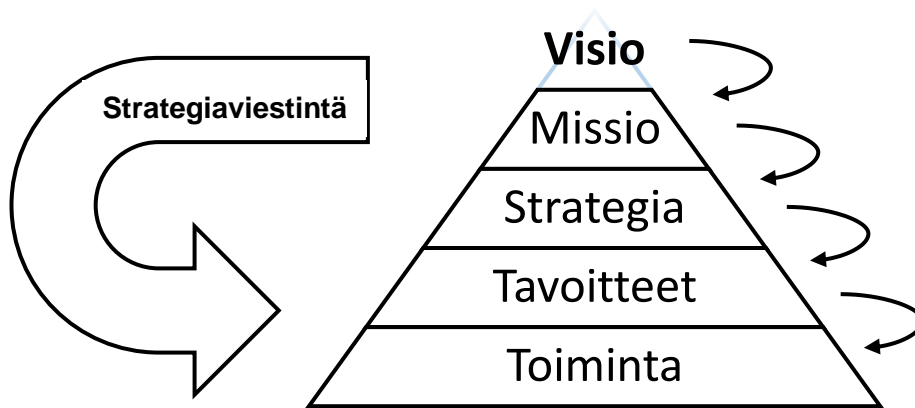 Visio
Strategiaviestintä
Missio
Strategia
Tavoitteet
Toiminta